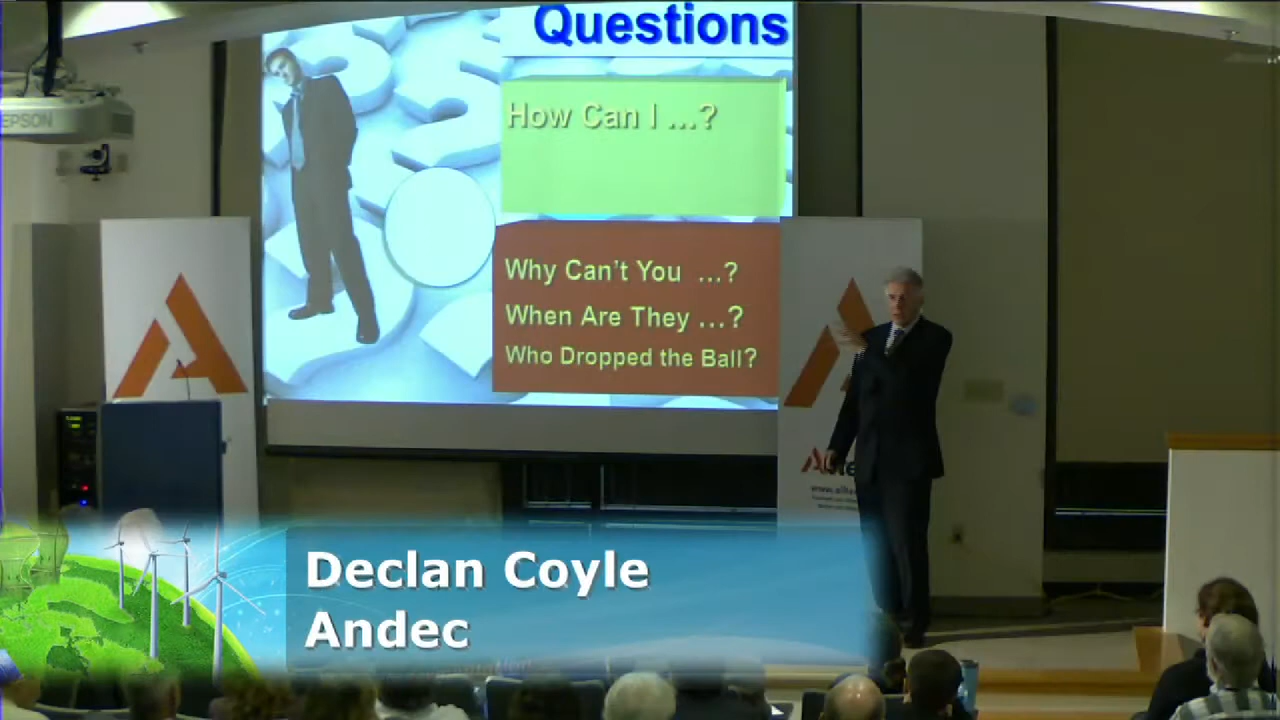 Questions
EPSON
How Can I ...?
Why Can't You ...?
When Are They ...?
Who Dropped the Ball?
Declan Coyle
Andec